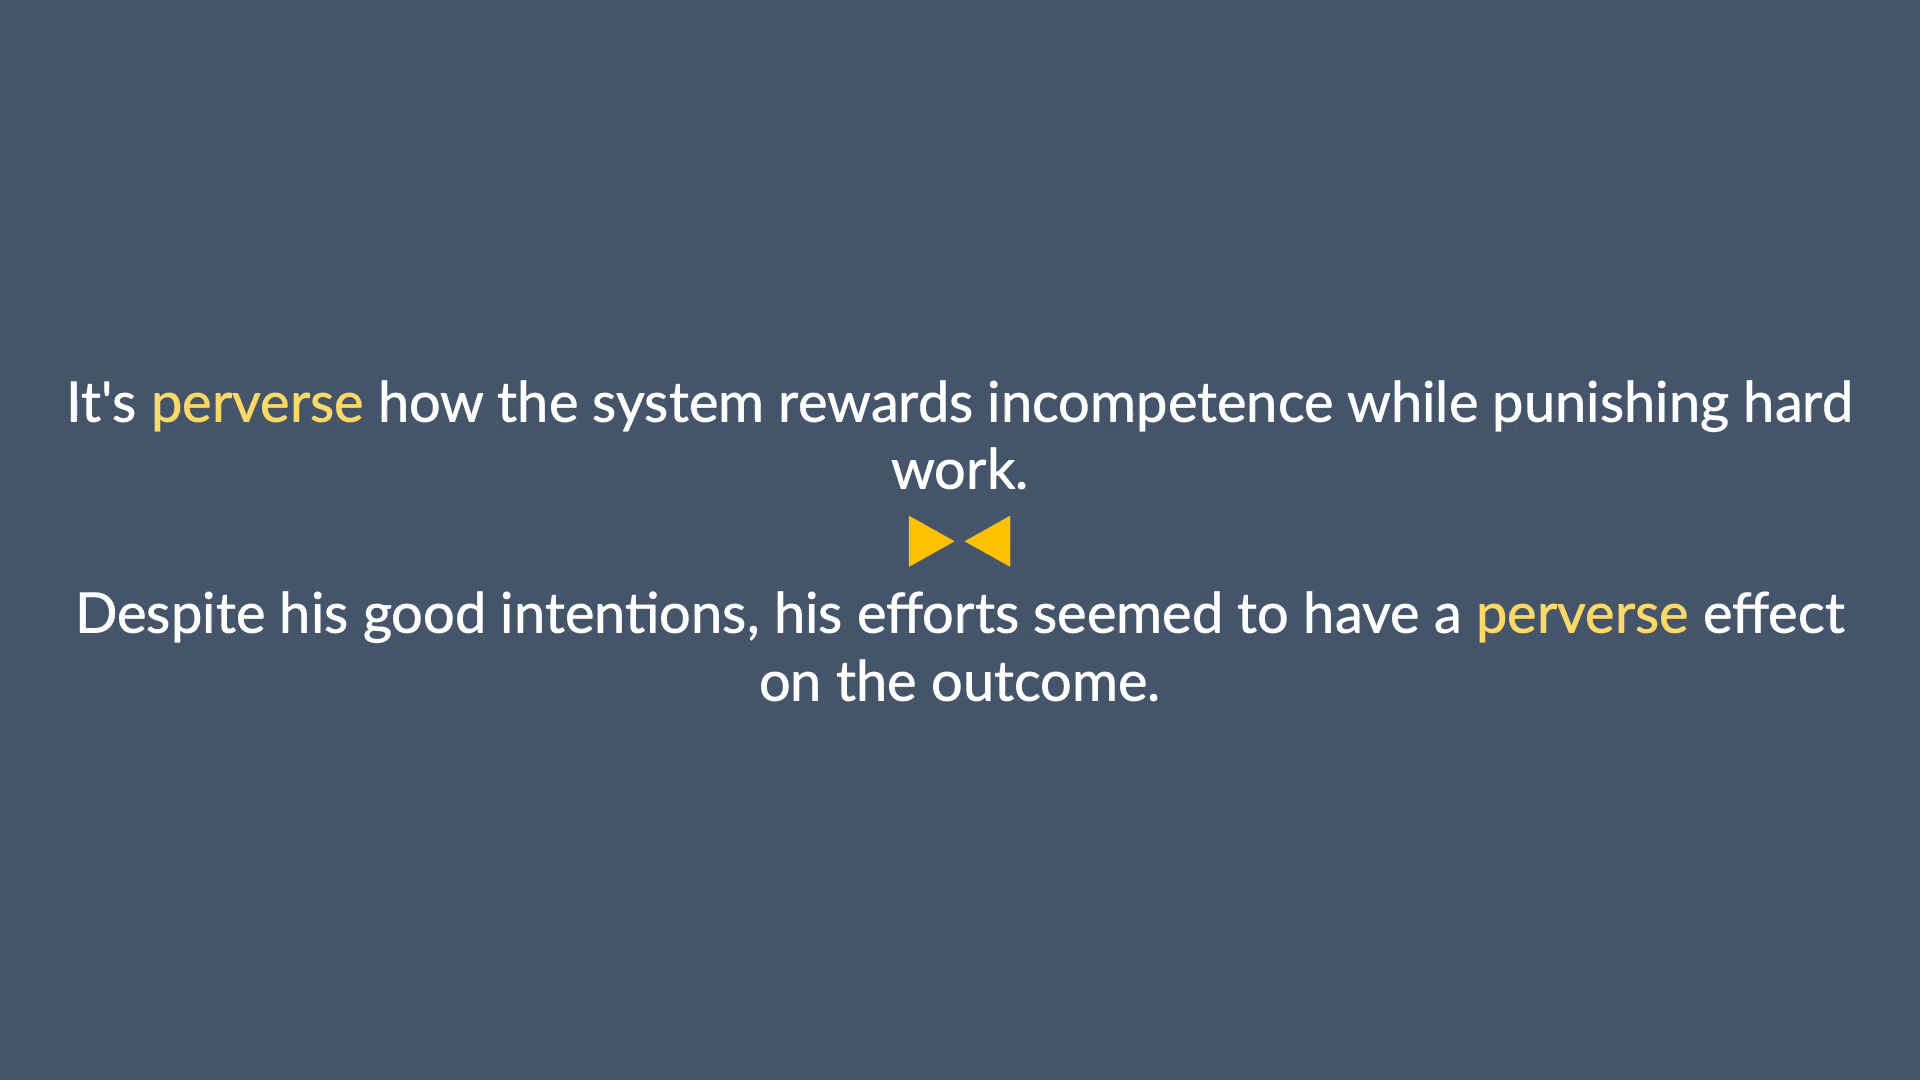 It's perverse how the system rewards incompetence while punishing hard
work.
Despite his good intentions, his efforts seemed to have a perverse effect
on the outcome.